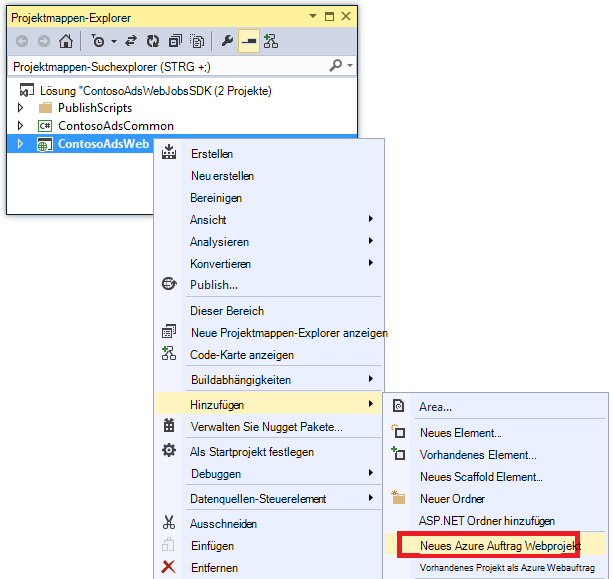 Projektmappen-Explorer
Projektmappen-Suchexplorer (STRG +;)
Lösung "ContosoAdsWebJobsSDK (2 Projekte)
PublishScripts
C# ContosoAdsCommon
ContosoAdsWeb
Erstellen
Neu erstellen
Bereinigen
Ansicht
Analysieren
Konvertieren
Publish...
Dieser Bereich
Neue Projektmappen-Explorer anzeigen
Code-Karte anzeigen
Buildabhängigkeiten
Hinzufügen
Verwalten Sie Nugget Pakete...
Als Startprojekt festlegen
Debuggen
Datenquellen-Steuerelement
Ausschneiden
Einfügen
Entfernen
Area...
Neues Element...
Vorhandenes Element...
Neues Scaffold Element...
Neuer Ordner
ASP.NET Ordner hinzufügen
Neues Azure Auftrag Webprojekt
Vorhandenes Projekt als Azure Webauftrag